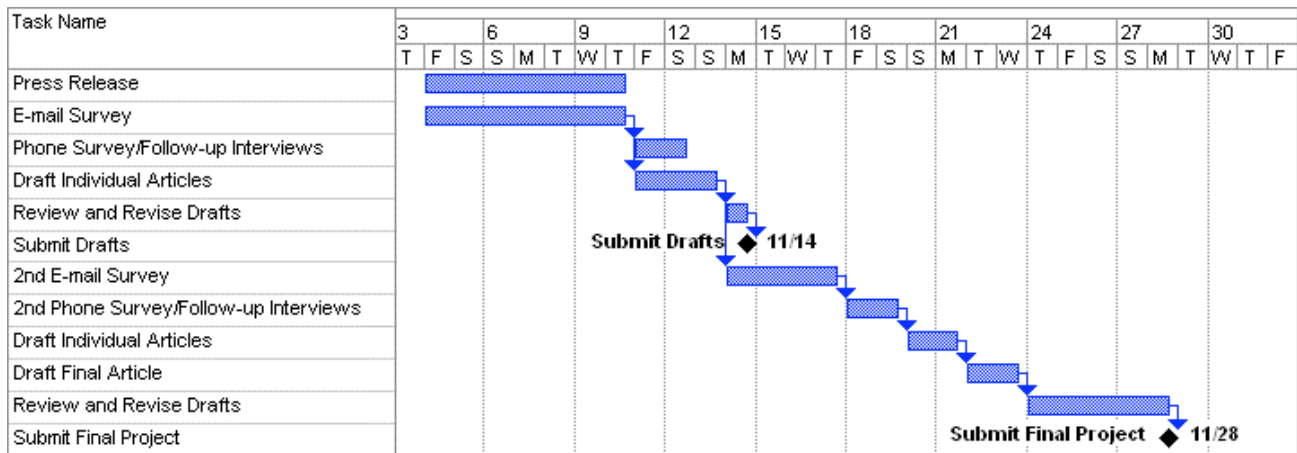 Task Name
3 6 9 12 15 18 21 24 27 30
T F S S M T W T F S S M T W T F S S M T W T F S S M T W T F
Press Release
E-mail Survey
Phone Survey/Follow-up Interviews
Draft Individual Articles
Review and Revise Drafts
Submit Drafts Submit Drafts 11/14
2nd E-mail Survey
2nd Phone Survey/Follow-up Interviews
Draft Individual Articles
Draft Final Article
Review and Revise Drafts
Submit Final Project Submit Final Project 11/28